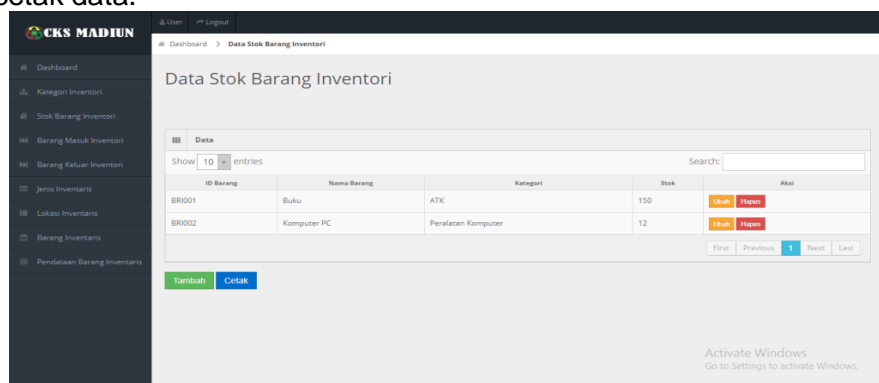 cetak data.
CKS MADIUN
User Logout
Dashboard > Data Stok Barang Inventori
Dashboard
Kategori Inventori
Stok Barang Inventori
Barang Masuk Inventori
Barang Keluar Inventori
Jenis Inventaris
Lokasi Inventaris
Barang Inventaris
Pendataan Barang Inventaris
Data Stok Barang Inventori
Data
Show 10 entries Search:
ID Barang Nama Barang Kategori Stok Aksi
BRI001 Buku ATK 150 Ubah Hapus
BRI002 Komputer PC Peralatan Komputer 12 Ubah Hapus
First Previous 1 Next Last
Tambah Cetak
Activate Windows
Go to Settings to activate Windows.